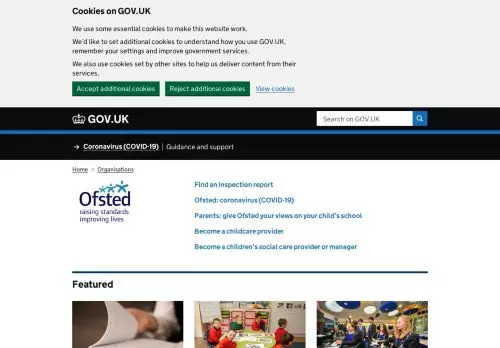 Cookies on GOV.UK
We use some essential cookies to make this website work.
We'd like to set additional cookies to understand how you use GOV.UK,
remember your settings and improve government services.
We also use cookies set by other sites to help us deliver content from their
services.
Accept additional cookies Reject additional cookies View cookies
GOV.UK Search on GOV.UK
→ Coronavirus (COVID-19) | Guidance and support
Home > Organisations
Ofsted
raising standards
improving lives
Find an inspection report
Ofsted: coronavirus (COVID-19)
Parents: give Ofsted your views on your child's school
Become a childcare provider
Become a children's social care provider or manager
Featured